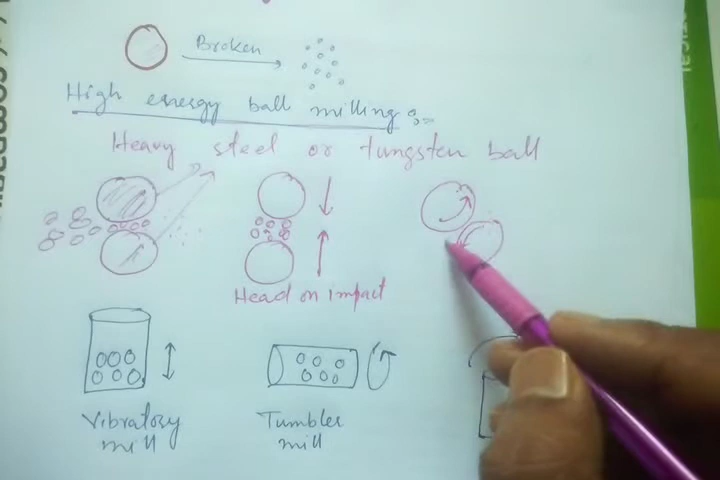 Broken
High energy ball milling :-
Heavy steel or tungsten ball
Head on impact
Vibratory mill
Tumbler mill